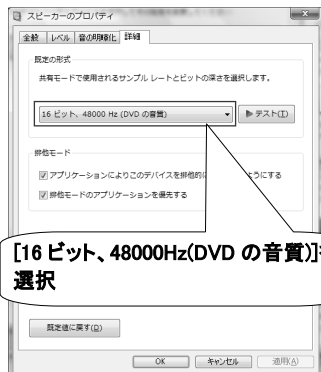 スピーカーのプロパティ
全般 レベル 音の明瞭化 詳細
既定の形式
共有モードで使用されるサンプル レートとビットの深さを選択します。
16 ビット、48000 Hz (DVD の音質)
テスト(T)
排他モード
アプリケーションによりこのデバイスを排他的に ようにする
排他モードのアプリケーションを優先する
[16 ビット、48000Hz(DVD の音質)]
選択
既定値に戻す(D)
OK キャンセル 適用(A)